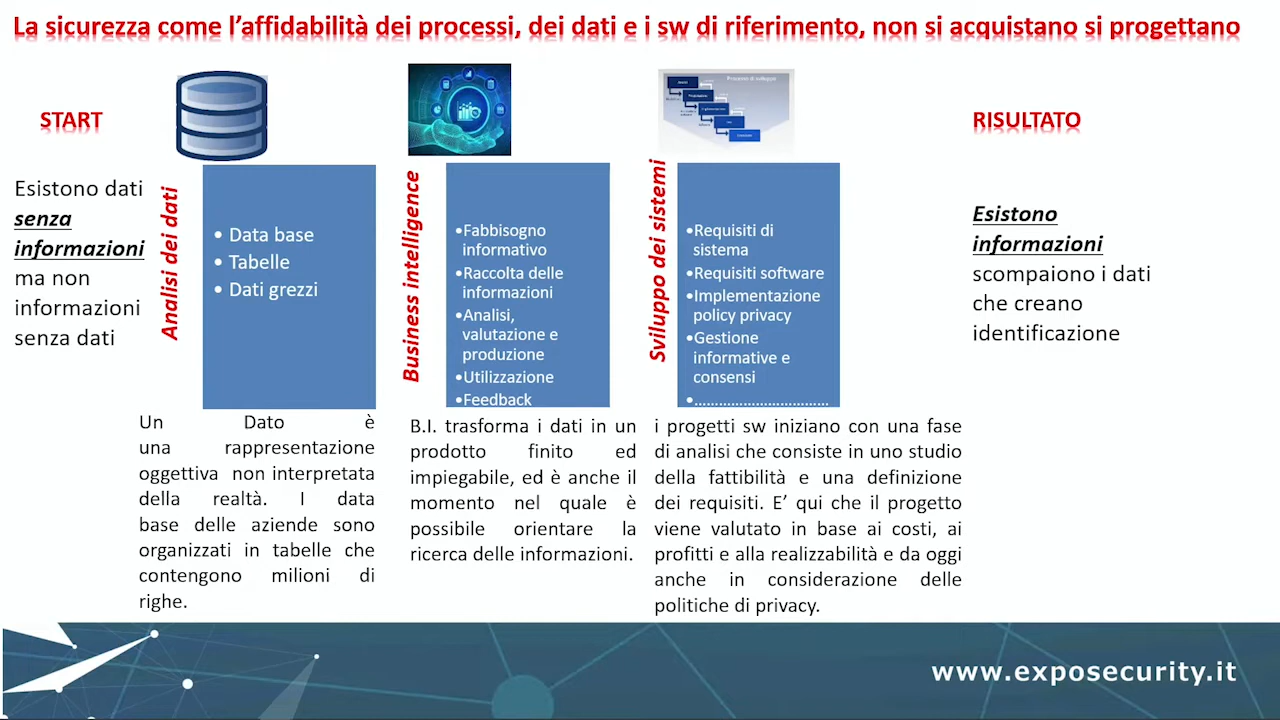 La sicurezza come l’affidabilità dei processi, dei dati e i sw di riferimento, non si acquistano si progettano
START
Esistono dati
senza
informazioni
ma non
informazioni
senza dati
Analisi dei dati
• Data base
• Tabelle
• Dati grezzi
Un Dato è
una rappresentazione
oggettiva non interpretata
della realtà. I data
base delle aziende sono
organizzati in tabelle che
contengono milioni di
righe.
Business intelligence
•Fabbisogno
informativo
•Raccolta delle
informazioni
•Analisi,
valutazione e
produzione
•Utilizzazione
•Feedback
B.I. trasforma i dati in un
prodotto finito ed
impiegabile, ed è anche il
momento nel quale è
possibile orientare la
ricerca delle informazioni.
Processo di sviluppo
Sviluppo dei sistemi
•Requisiti di
sistema
•Requisiti software
•Implementazione
policy privacy
•Gestione
informative e
consensi
•................................
i progetti sw iniziano con una fase
di analisi che consiste in uno studio
della fattibilità e una definizione
dei requisiti. E’ qui che il progetto
viene valutato in base ai costi, ai
profitti e alla realizzabilità e da oggi
anche in considerazione delle
politiche di privacy.
RISULTATO
Esistono
informazioni
scompaiono i dati
che creano
identificazione
www.exposecurity.it